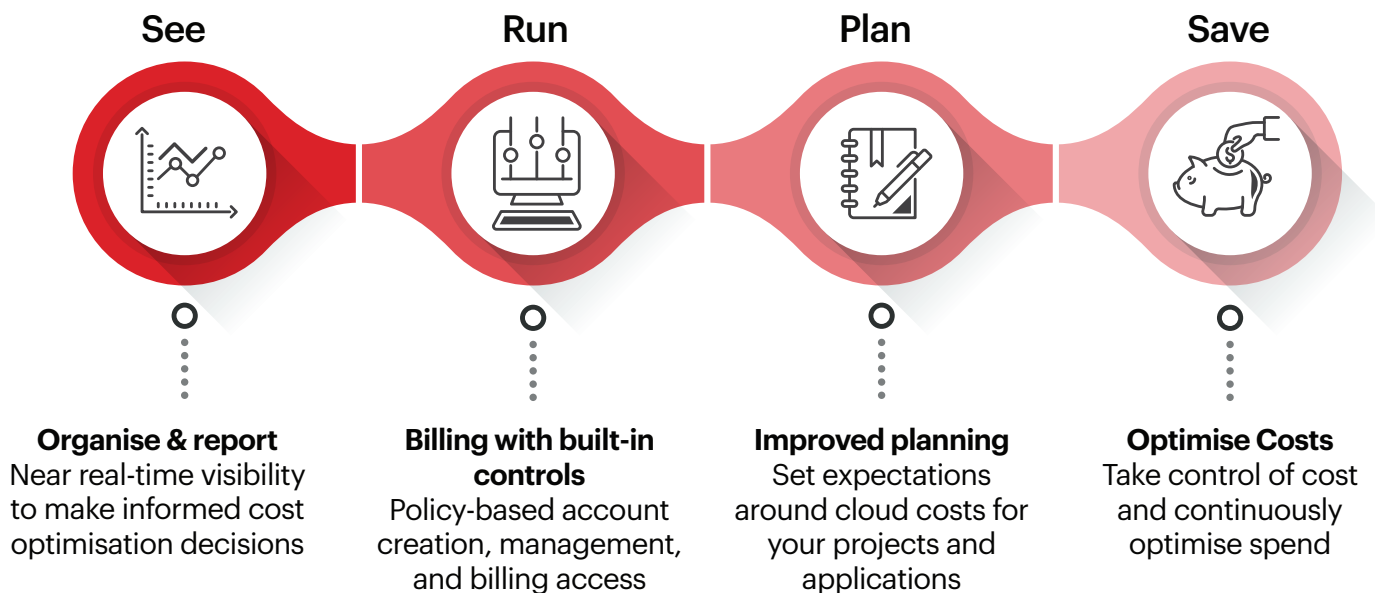 See
Run
Plan
Save
$
Organise & report
Near real-time visibility
to make informed cost
optimisation decisions
Billing with built-in
controls
Policy-based account
creation, management,
and billing access
Improved planning
Set expectations
around cloud costs for
your projects and
applications
Optimise Costs
Take control of cost
and continuously
optimise spend